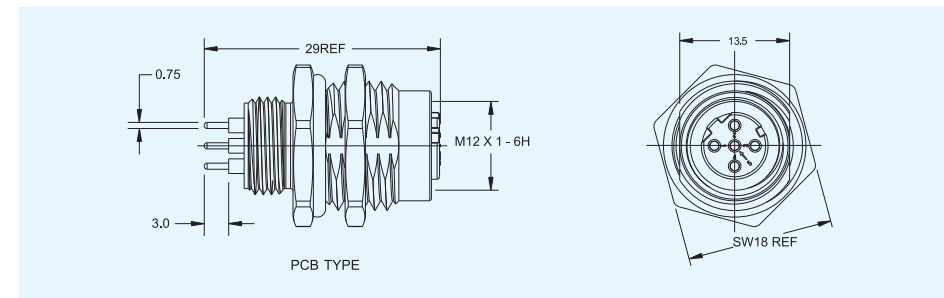 29REF
13.5
0.75
M12 X 1 - 6H
3.0
SW18 REF
PCB TYPE